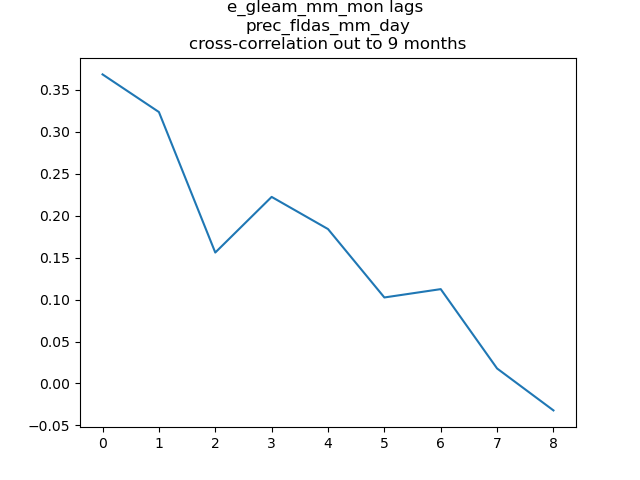 e_gleam_mm_mon lags
prec_fldas_mm_day
cross-correlation out to 9 months
0.35
0.30
0.25
0.20
0.15
0.10
0.05
0.00
−0.05
0 1 2 3 4 5 6 7 8